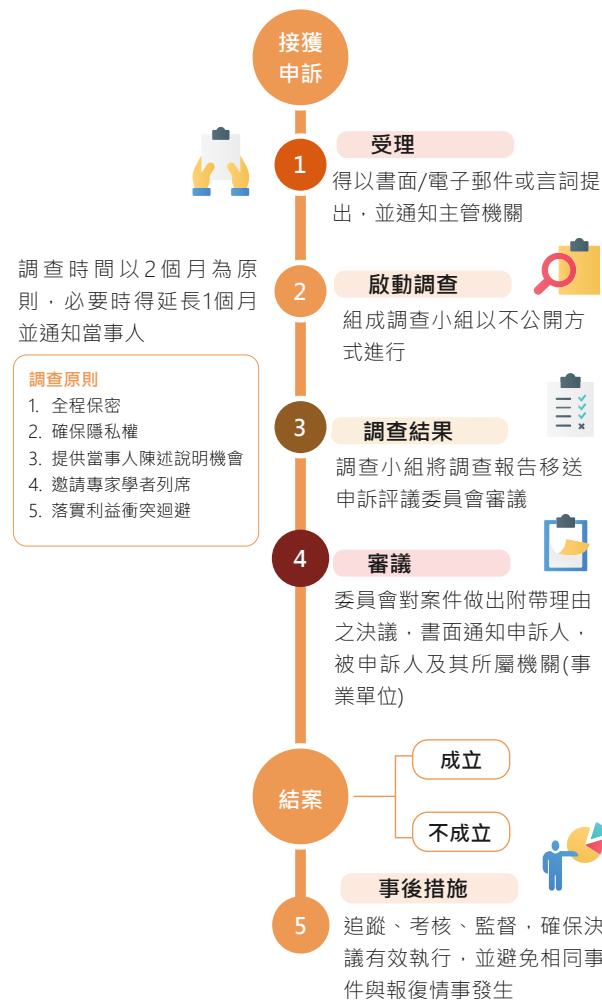 接獲
申訴
1
受理
得以書面/電子郵件或言詞提
出，並通知主管機關
調查時間以2個月為原
則，必要時得延長1個月
並通知當事人
2
啟動調查
組成調查小組以不公開方
式進行
調查原則
1. 全程保密
2. 確保隱私權
3. 提供當事人陳述說明機會
4. 邀請專家學者列席
5. 落實利益衝突迴避
3
調查結果
調查小組將調查報告移送
申訴評議委員會審議
4
審議
委員會對案件做出附帶理由
之決議，書面通知申訴人，
被申訴人及其所屬機關(事
業單位)
結案
成立
不成立
5
事後措施
追蹤、考核、監督，確保決
議有效執行，並避免相同事
件與報復情事發生